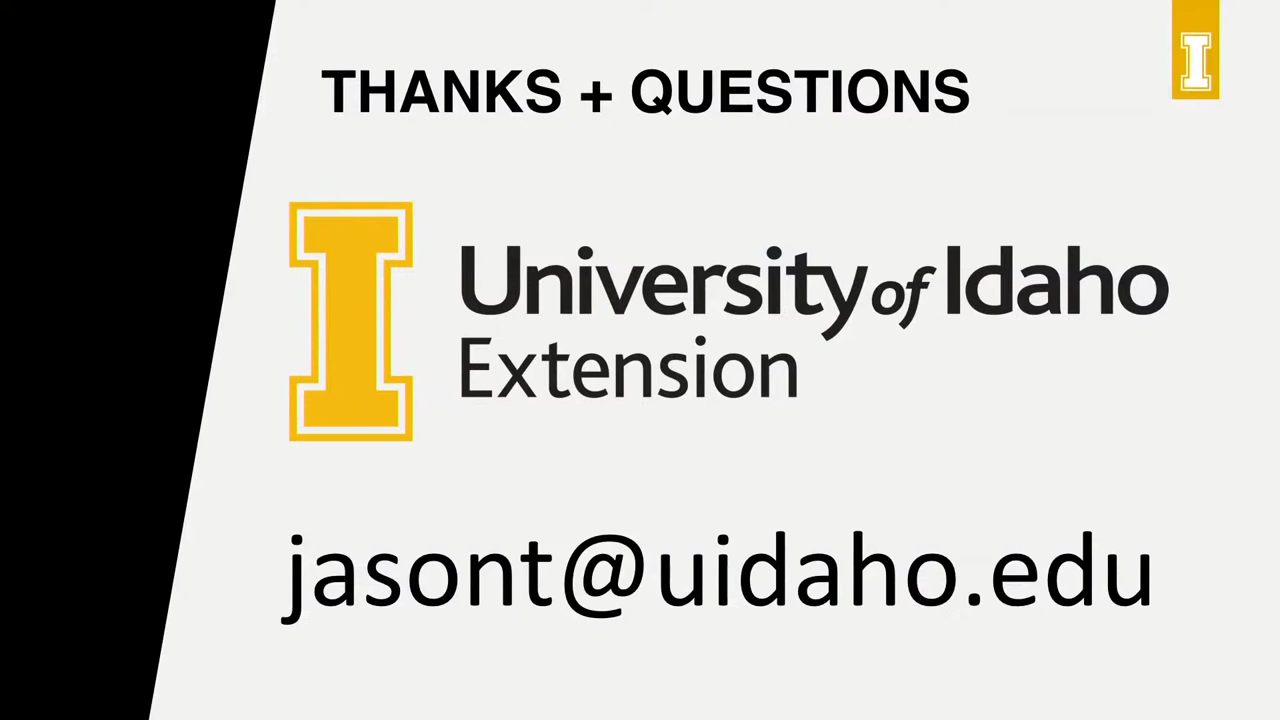 THANKS + QUESTIONS
I
I
University of Idaho
Extension
jasont@uidaho.edu